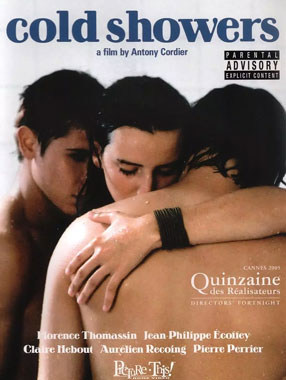 cold showers
a film by Antony Cordier
PARENTAL
ADVISORY
EXPLICIT CONTENT
CANNES 2005
Quinzaine
des Réalisateurs
DIRECTORS' FORTNIGHT
Florence Thomassin Jean-Philippe Écoffey
Claire Hebout Aurélien Recoing Pierre Perrier
Picture This!